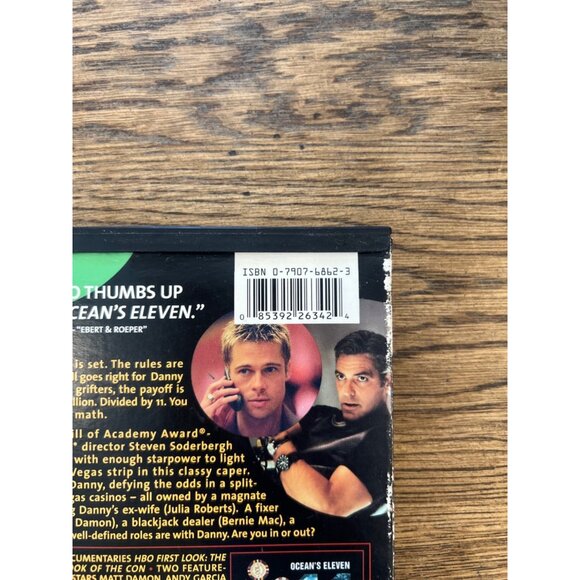 ISBN 0-7907-6862-3
0 85392 26342 4
O THUMBS UP
OCEAN'S ELEVEN.”
– “EBERT & ROEPER”
is set. The rules are
ll goes right for Danny
grifters, the payoff is
llion. Divided by 11. You
math.
ill of Academy Award®-
director Steven Soderbergh
with enough starpower to light
Vegas strip in this classy caper.
Danny, defying the odds in a split-
gas casinos – all owned by a magnate
g Danny's ex-wife (Julia Roberts). A fixer
Damon), a blackjack dealer (Bernie Mac), a
well-defined roles are with Danny. Are you in or out?
CUMENTARIES HBO FIRST LOOK: THE
OOK OF THE CON • TWO FEATURE-
STARS MATT DAMON, ANDY GARCIA
OCEAN'S ELEVEN
11